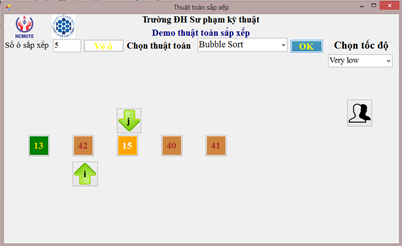 Thuật toán sắp xếp
HCMUTE
Trường ĐH Sư phạm kỹ thuật
Demo thuật toán sắp xếp
Số ô sắp xếp 5 Vẽ ô Chọn thuật toán Bubble Sort OK Chọn tốc độ
Very low
j
13 42 15 40 41
i